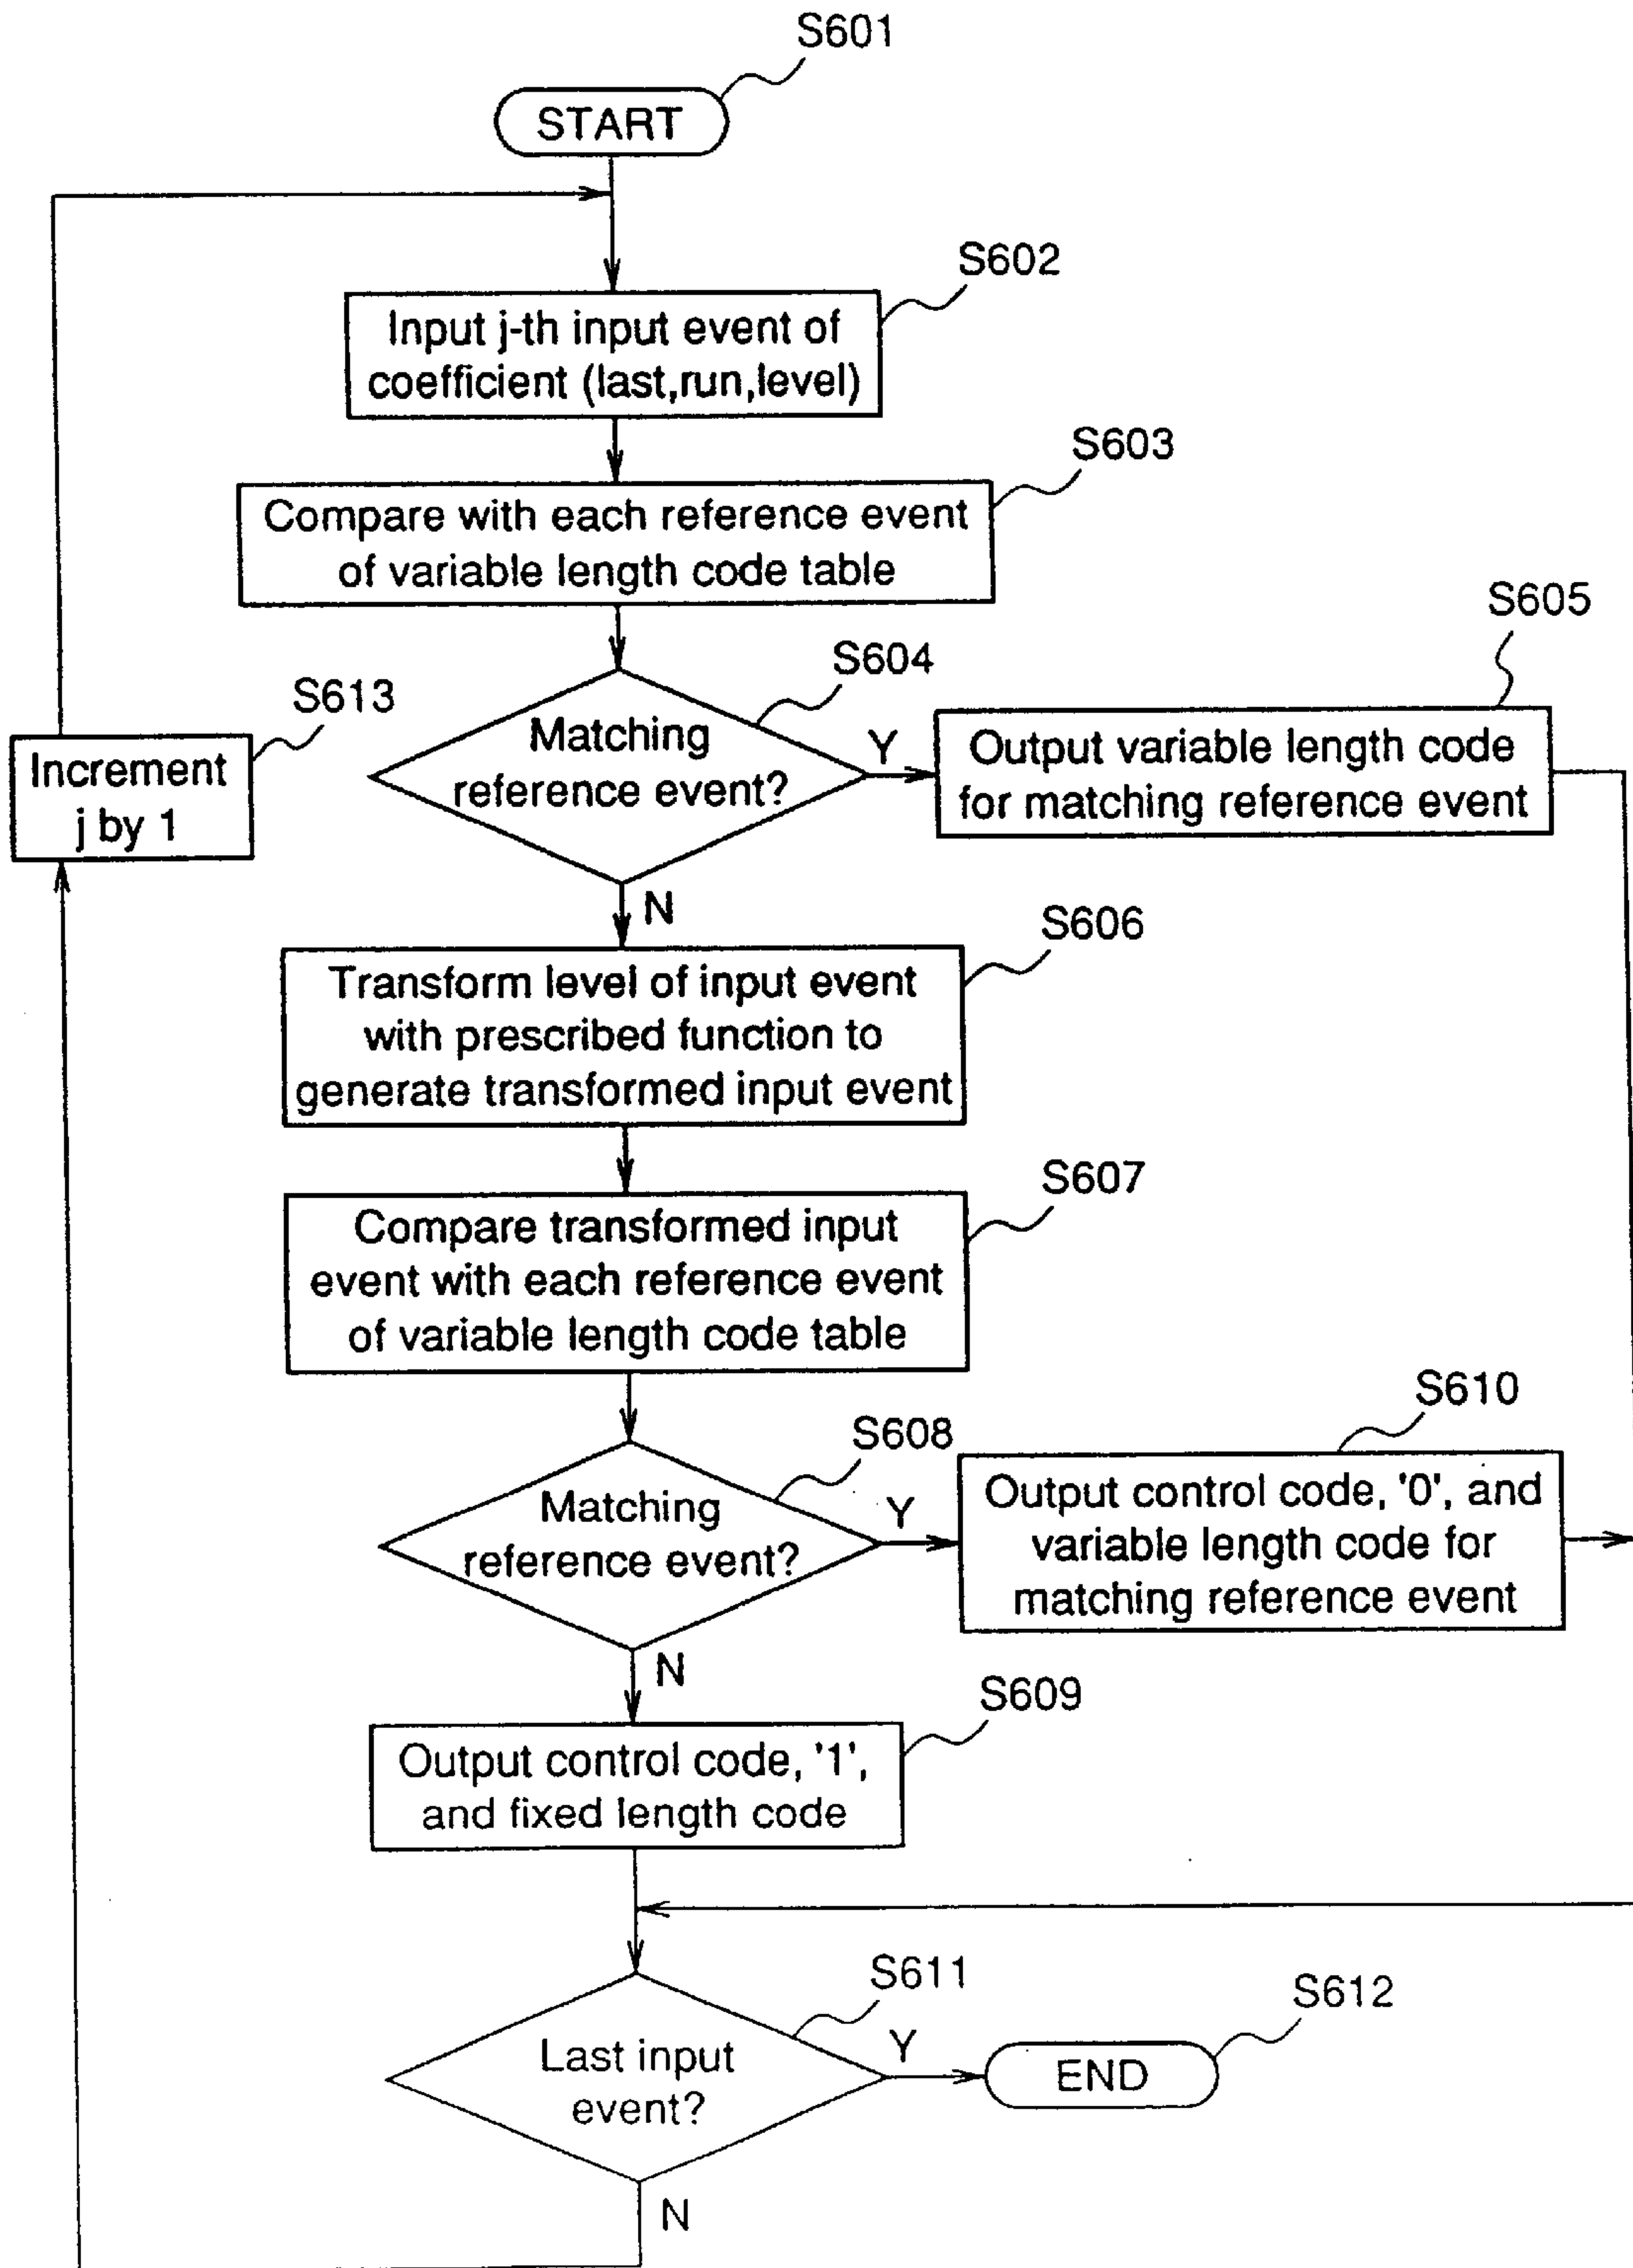 S601
START
S602
Input j-th input event of
coefficient (last,run,level)
S603
Compare with each reference event
of variable length code table
S604
Matching
reference event?
Y
S605
Output variable length code
for matching reference event
S613
Increment
j by 1
N
S606
Transform level of input event
with prescribed function to
generate transformed input event
S607
Compare transformed input
event with each reference event
of variable length code table
S608
Matching
reference event?
Y
S610
Output control code, '0', and
variable length code for
matching reference event
N
S609
Output control code, '1',
and fixed length code
S611
Last input
event?
Y
S612
END
N